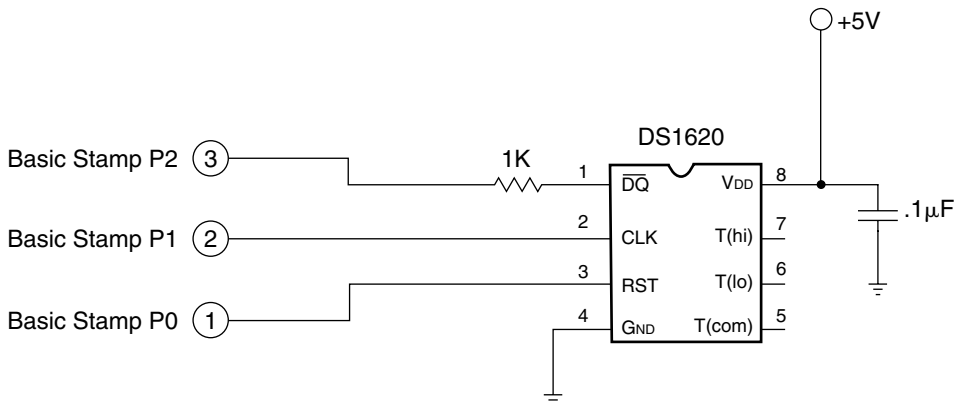 +5V
DS1620
Basic Stamp P2 3
1K
1 DQ VDD 8
.1µF
Basic Stamp P1 2
2 CLK T(hi) 7
3 RST T(lo) 6
Basic Stamp P0 1
4 GND T(com) 5